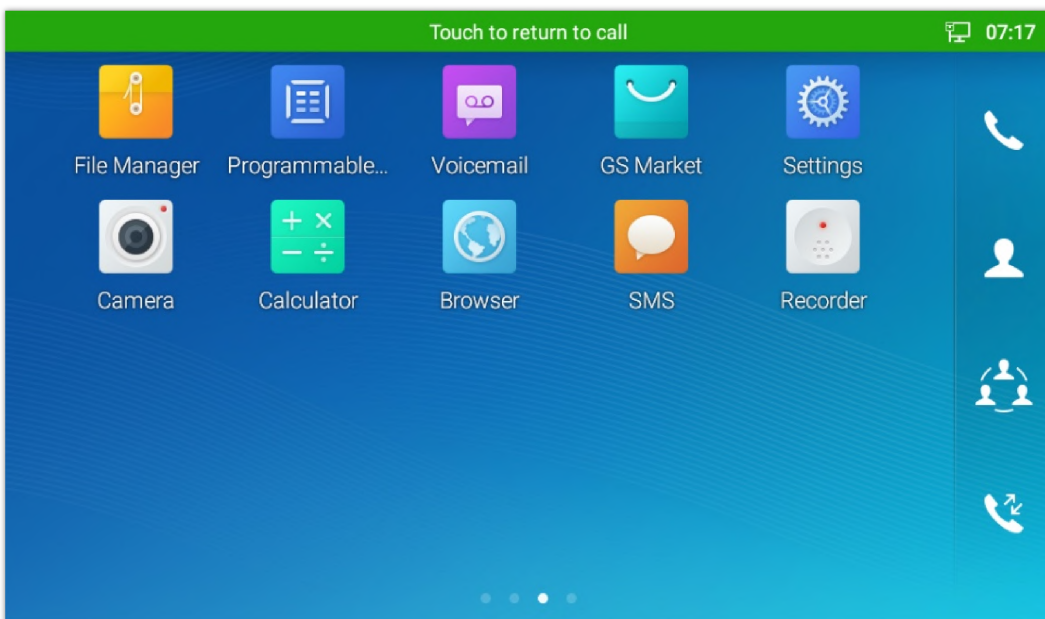 Touch to return to call 07:17
File Manager Programmable... Voicemail GS Market Settings
Camera Calculator Browser SMS Recorder